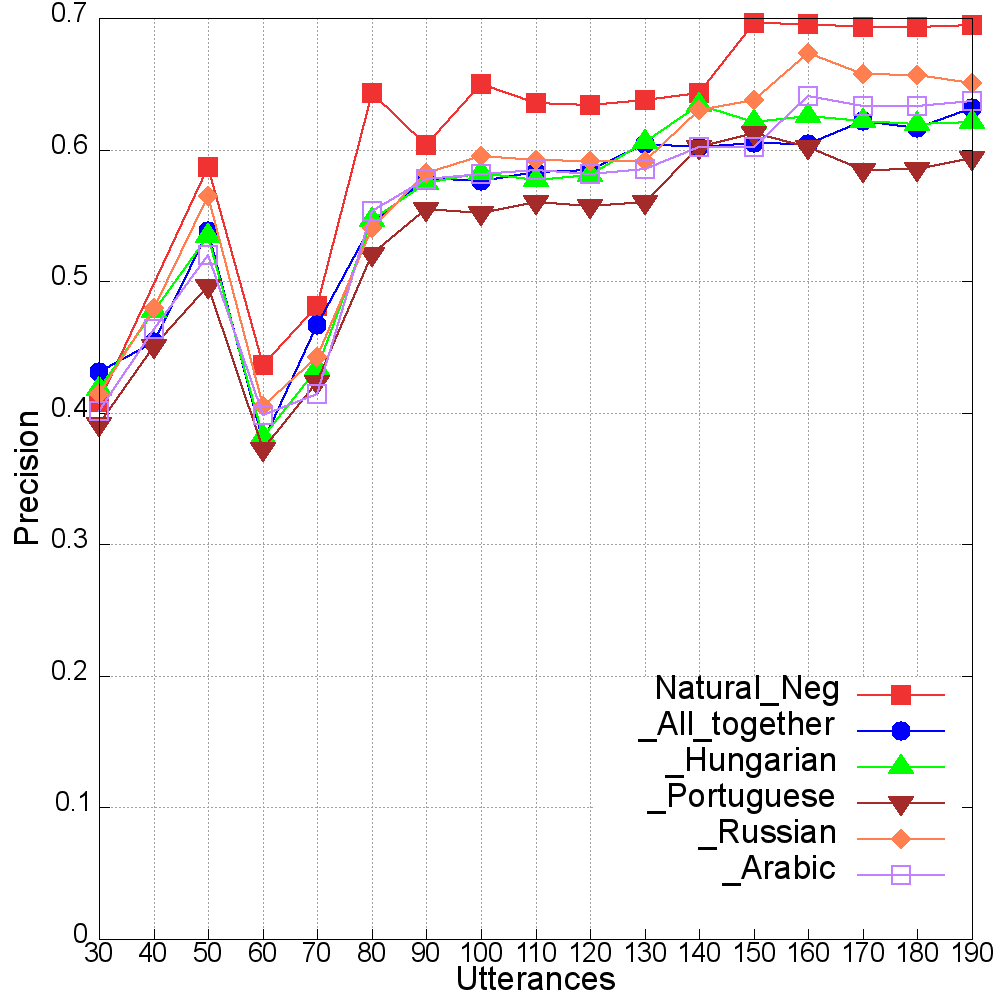 0.7
0.6
0.5
0.4
0.3
0.2
0.1
0
Precision
Natural_Neg
_All_together
_Hungarian
_Portuguese
_Russian
_Arabic
30 40 50 60 70 80 90 100 110 120 130 140 150 160 170 180 190
Utterances